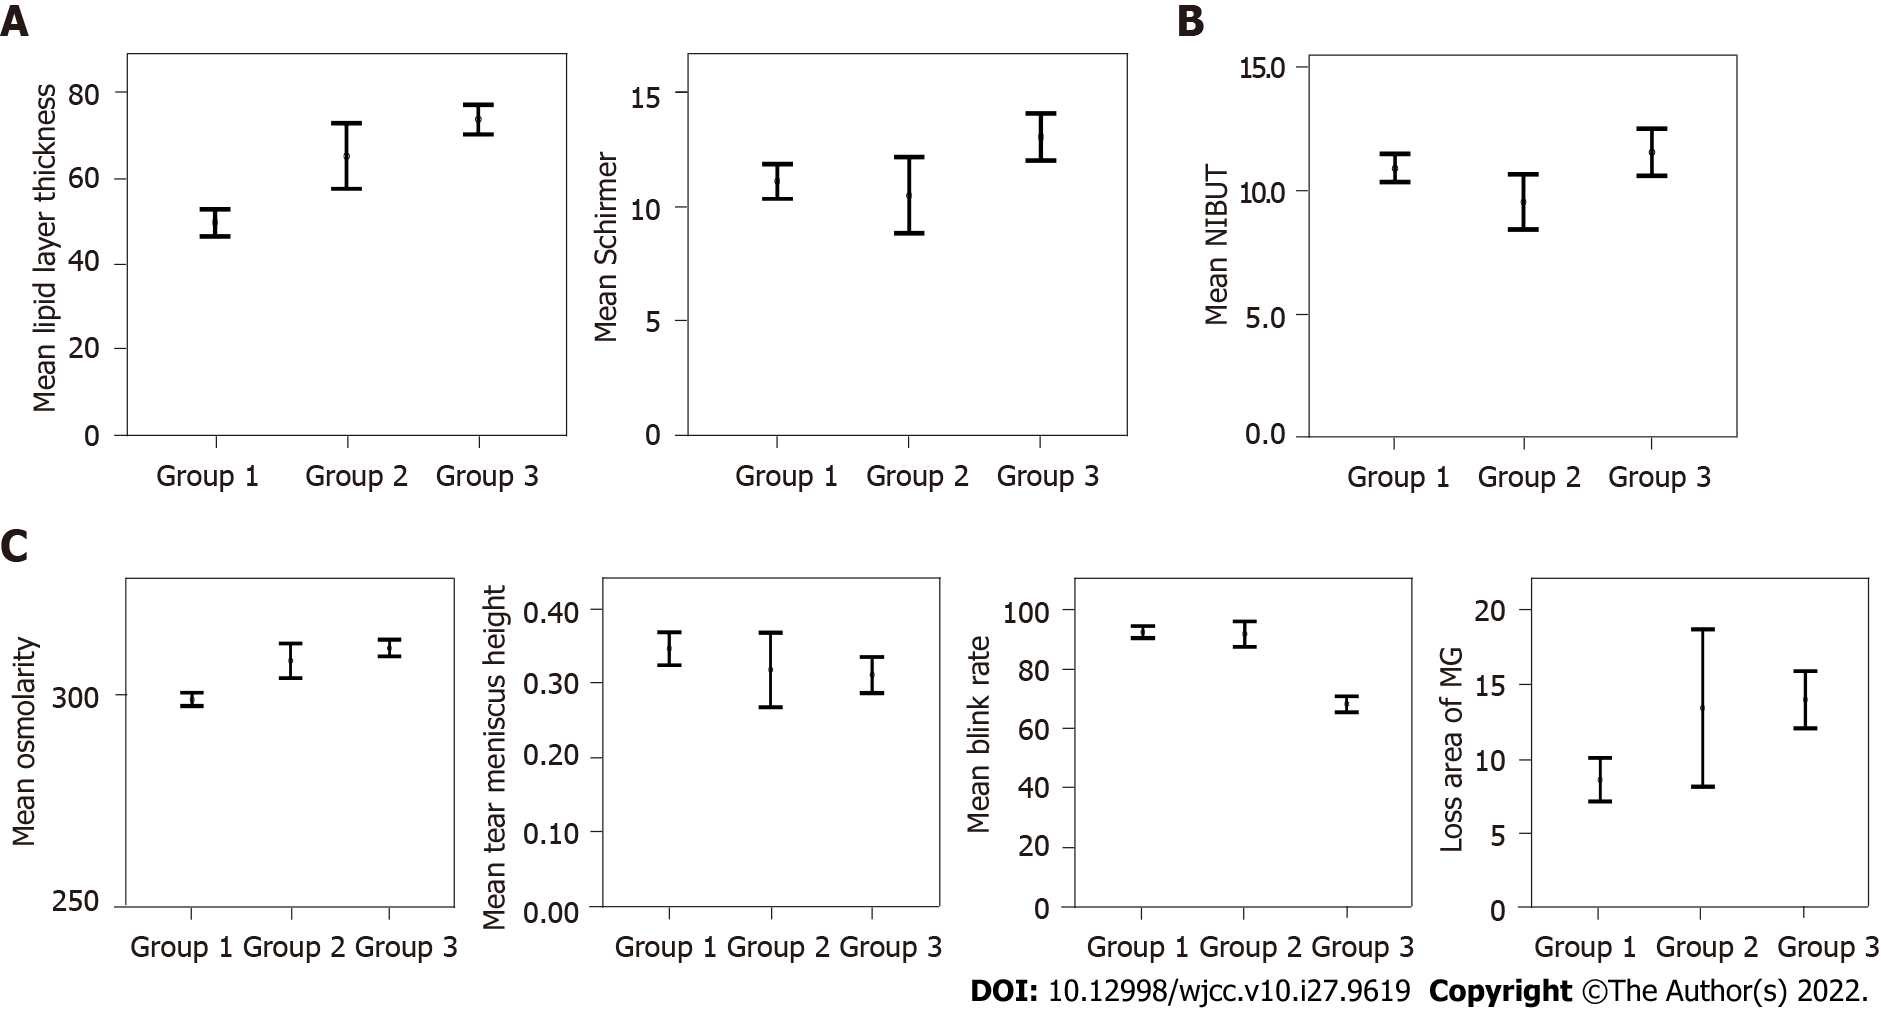 A
Mean lipid layer thickness
80
60
40
20
0
Group 1 Group 2 Group 3
Mean Schirmer
15
10
5
0
Group 1 Group 2 Group 3
B
Mean NIBUT
15.0
10.0
5.0
0.0
Group 1 Group 2 Group 3
C
Mean osmolarity
300
250
Group 1 Group 2 Group 3
Mean tear meniscus height
0.40
0.30
0.20
0.10
0.00
Group 1 Group 2 Group 3
Mean blink rate
100
80
60
40
20
0
Group 1 Group 2 Group 3
Loss area of MG
20
15
10
5
0
Group 1 Group 2 Group 3
DOI: 10.12998/wjcc.v10.i27.9619 Copyright ©The Author(s) 2022.